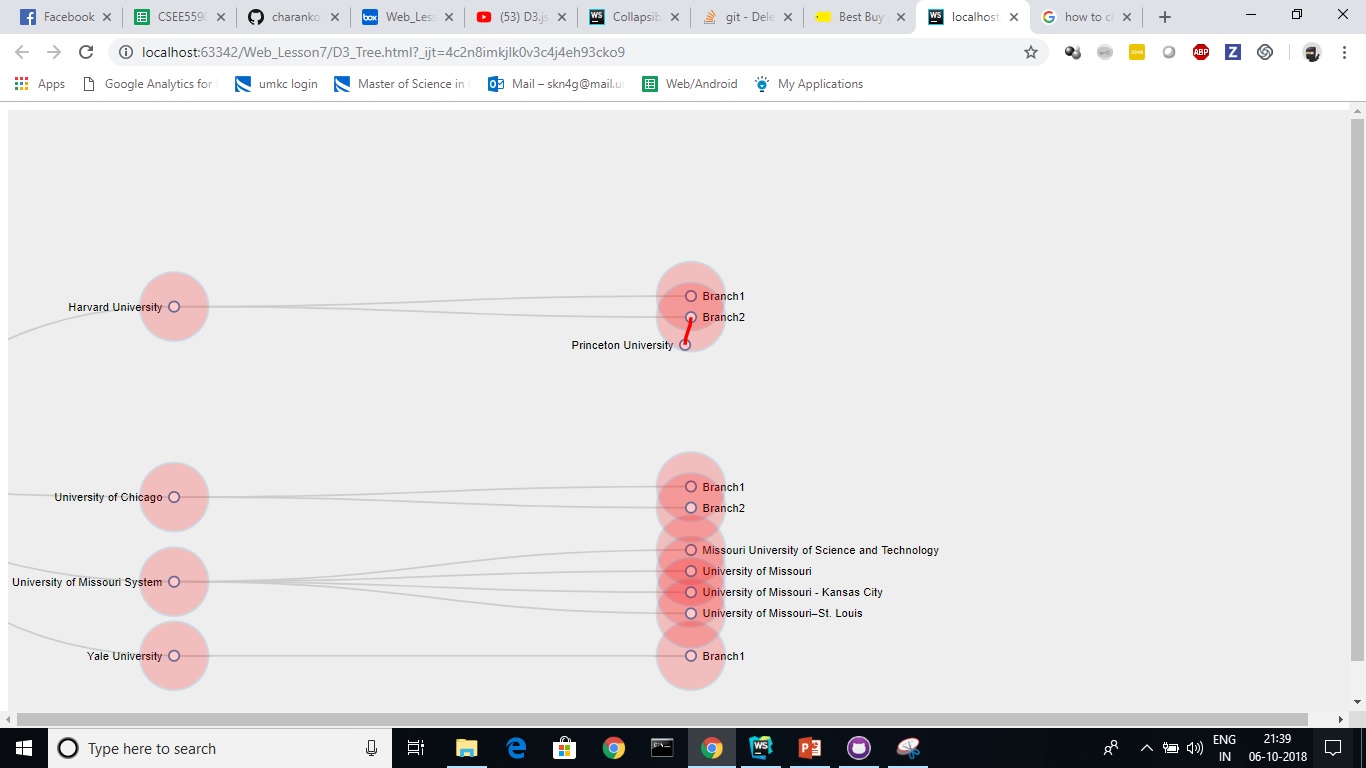 Facebook
CSEE559
charanko
Web_Les
(53) D3.js
Collapsib
git - Dele
Best Buy
localhost
how to c
localhost:63342/Web_Lesson7/D3_Tree.html?_ijt=4c2n8imkjlk0v3c4j4eh93cko9
Apps
Google Analytics for
umkc login
Master of Science in
Mail – skn4g@mail.u
Web/Android
My Applications
Harvard University
Branch1
Branch2
Princeton University
University of Chicago
Branch1
Branch2
Missouri University of Science and Technology
University of Missouri
University of Missouri System
University of Missouri - Kansas City
University of Missouri–St. Louis
Yale University
Branch1
Type here to search
ENG
IN
21:39
06-10-2018